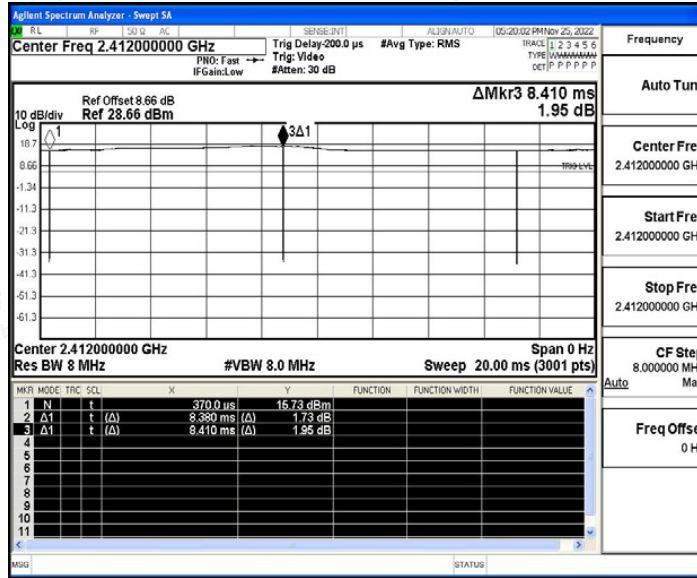 Agilent Spectrum Analyzer - Swept SA
RL RF 50 Ω AC SENSE:INT ALIGNAUTO 05:20:02 PM Nov 25, 2022
Center Freq 2.412000000 GHz
PNO: Fast
IFGain:Low
Trig Delay-200.0 µs
Trig: Video
#Atten: 30 dB
#Avg Type: RMS
TRACE 1 2 3 4 5 6
TYPE
DET P P P P P P
Frequency
Auto Tun
Center Fre
2.412000000 GH
Start Fre
2.412000000 GH
Stop Fre
2.412000000 GH
CF Ste
8.000000 MH
Auto Ma
Freq Offse
0 H
ΔMkr3 8.410 ms
1.95 dB
Ref Offset 8.66 dB
Ref 28.66 dBm
10 dB/div
Log
1
3Δ1
18.7
8.66
TRIG LVL
-1.34
-11.3
-21.3
-31.3
-41.3
-51.3
-61.3
Center 2.412000000 GHz Span 0 Hz
Res BW 8 MHz #VBW 8.0 MHz Sweep 20.00 ms (3001 pts)
MKR MODE TRC SCL X Y FUNCTION FUNCTION WIDTH FUNCTION VALUE
1 N t 370.0 us 15.73 dBm
2 Δ1 t (Δ) 8.380 ms (Δ) 1.73 dB
3 Δ1 t (Δ) 8.410 ms (Δ) 1.95 dB
4
5
6
7
8
9
10
11
MSG STATUS